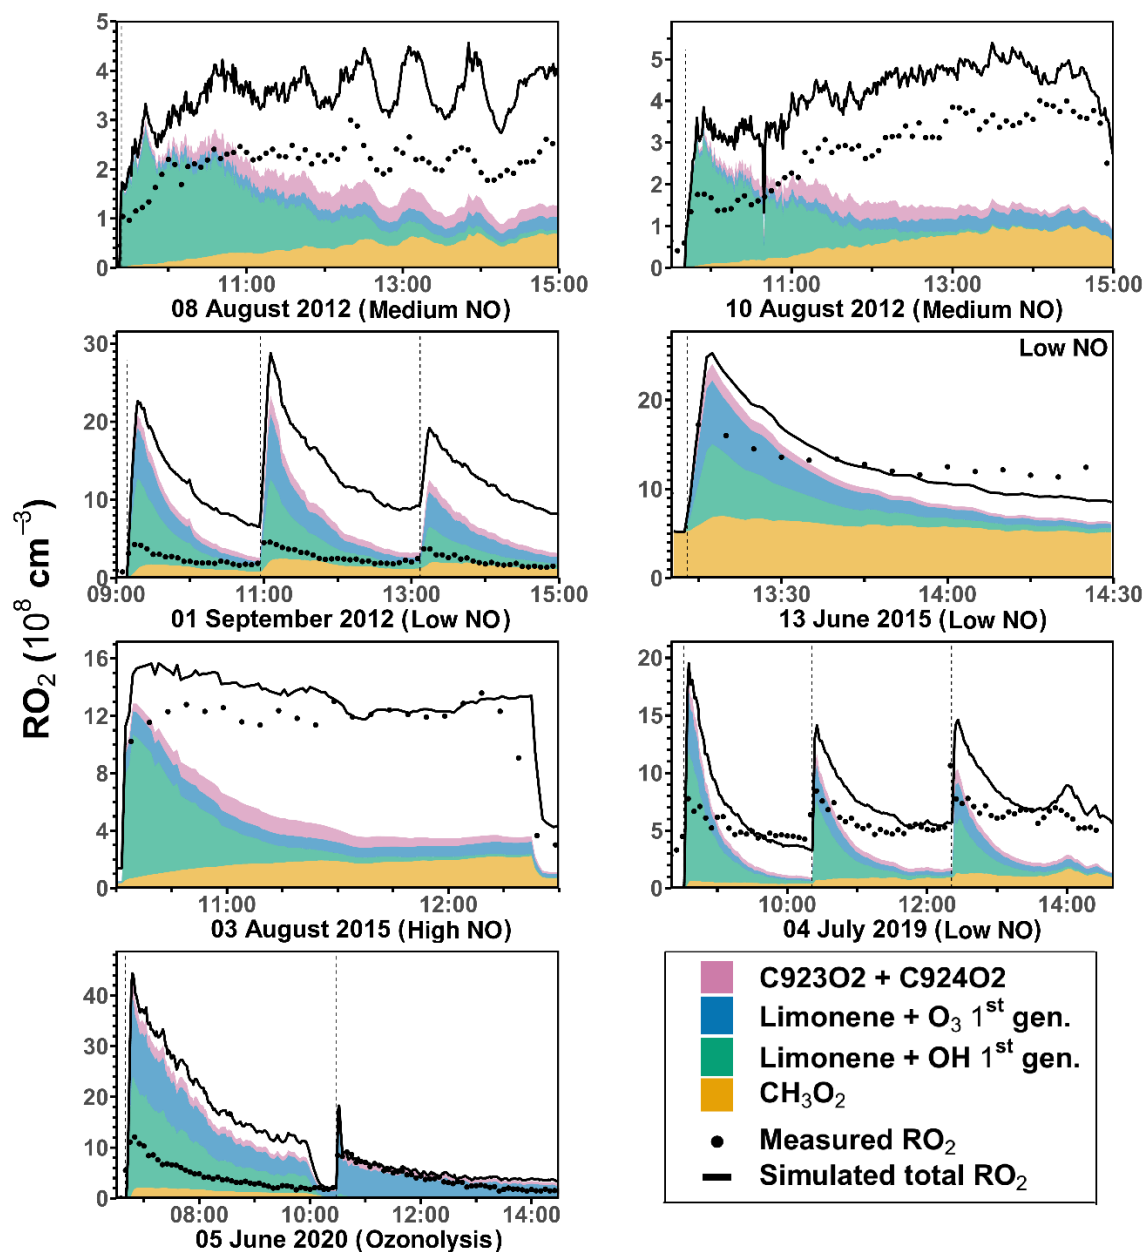 5
4
3
2
1
0
11:00 13:00 15:00
08 August 2012 (Medium NO)
5
4
3
2
1
0
11:00 13:00 15:00
10 August 2012 (Medium NO)
30
20
10
0
09:00 11:00 13:00 15:00
01 September 2012 (Low NO)
Low NO
20
10
0
13:30 14:00 14:30
13 June 2015 (Low NO)
RO₂ (10⁸ cm⁻³)
16
12
8
4
0
11:00 12:00
03 August 2015 (High NO)
20
15
10
5
0
10:00 12:00 14:00
04 July 2019 (Low NO)
40
30
20
10
0
08:00 10:00 12:00 14:00
05 June 2020 (Ozonolysis)
C923O2 + C924O2
Limonene + O₃ 1ˢᵗ gen.
Limonene + OH 1ˢᵗ gen.
CH₃O₂
Measured RO₂
Simulated total RO₂